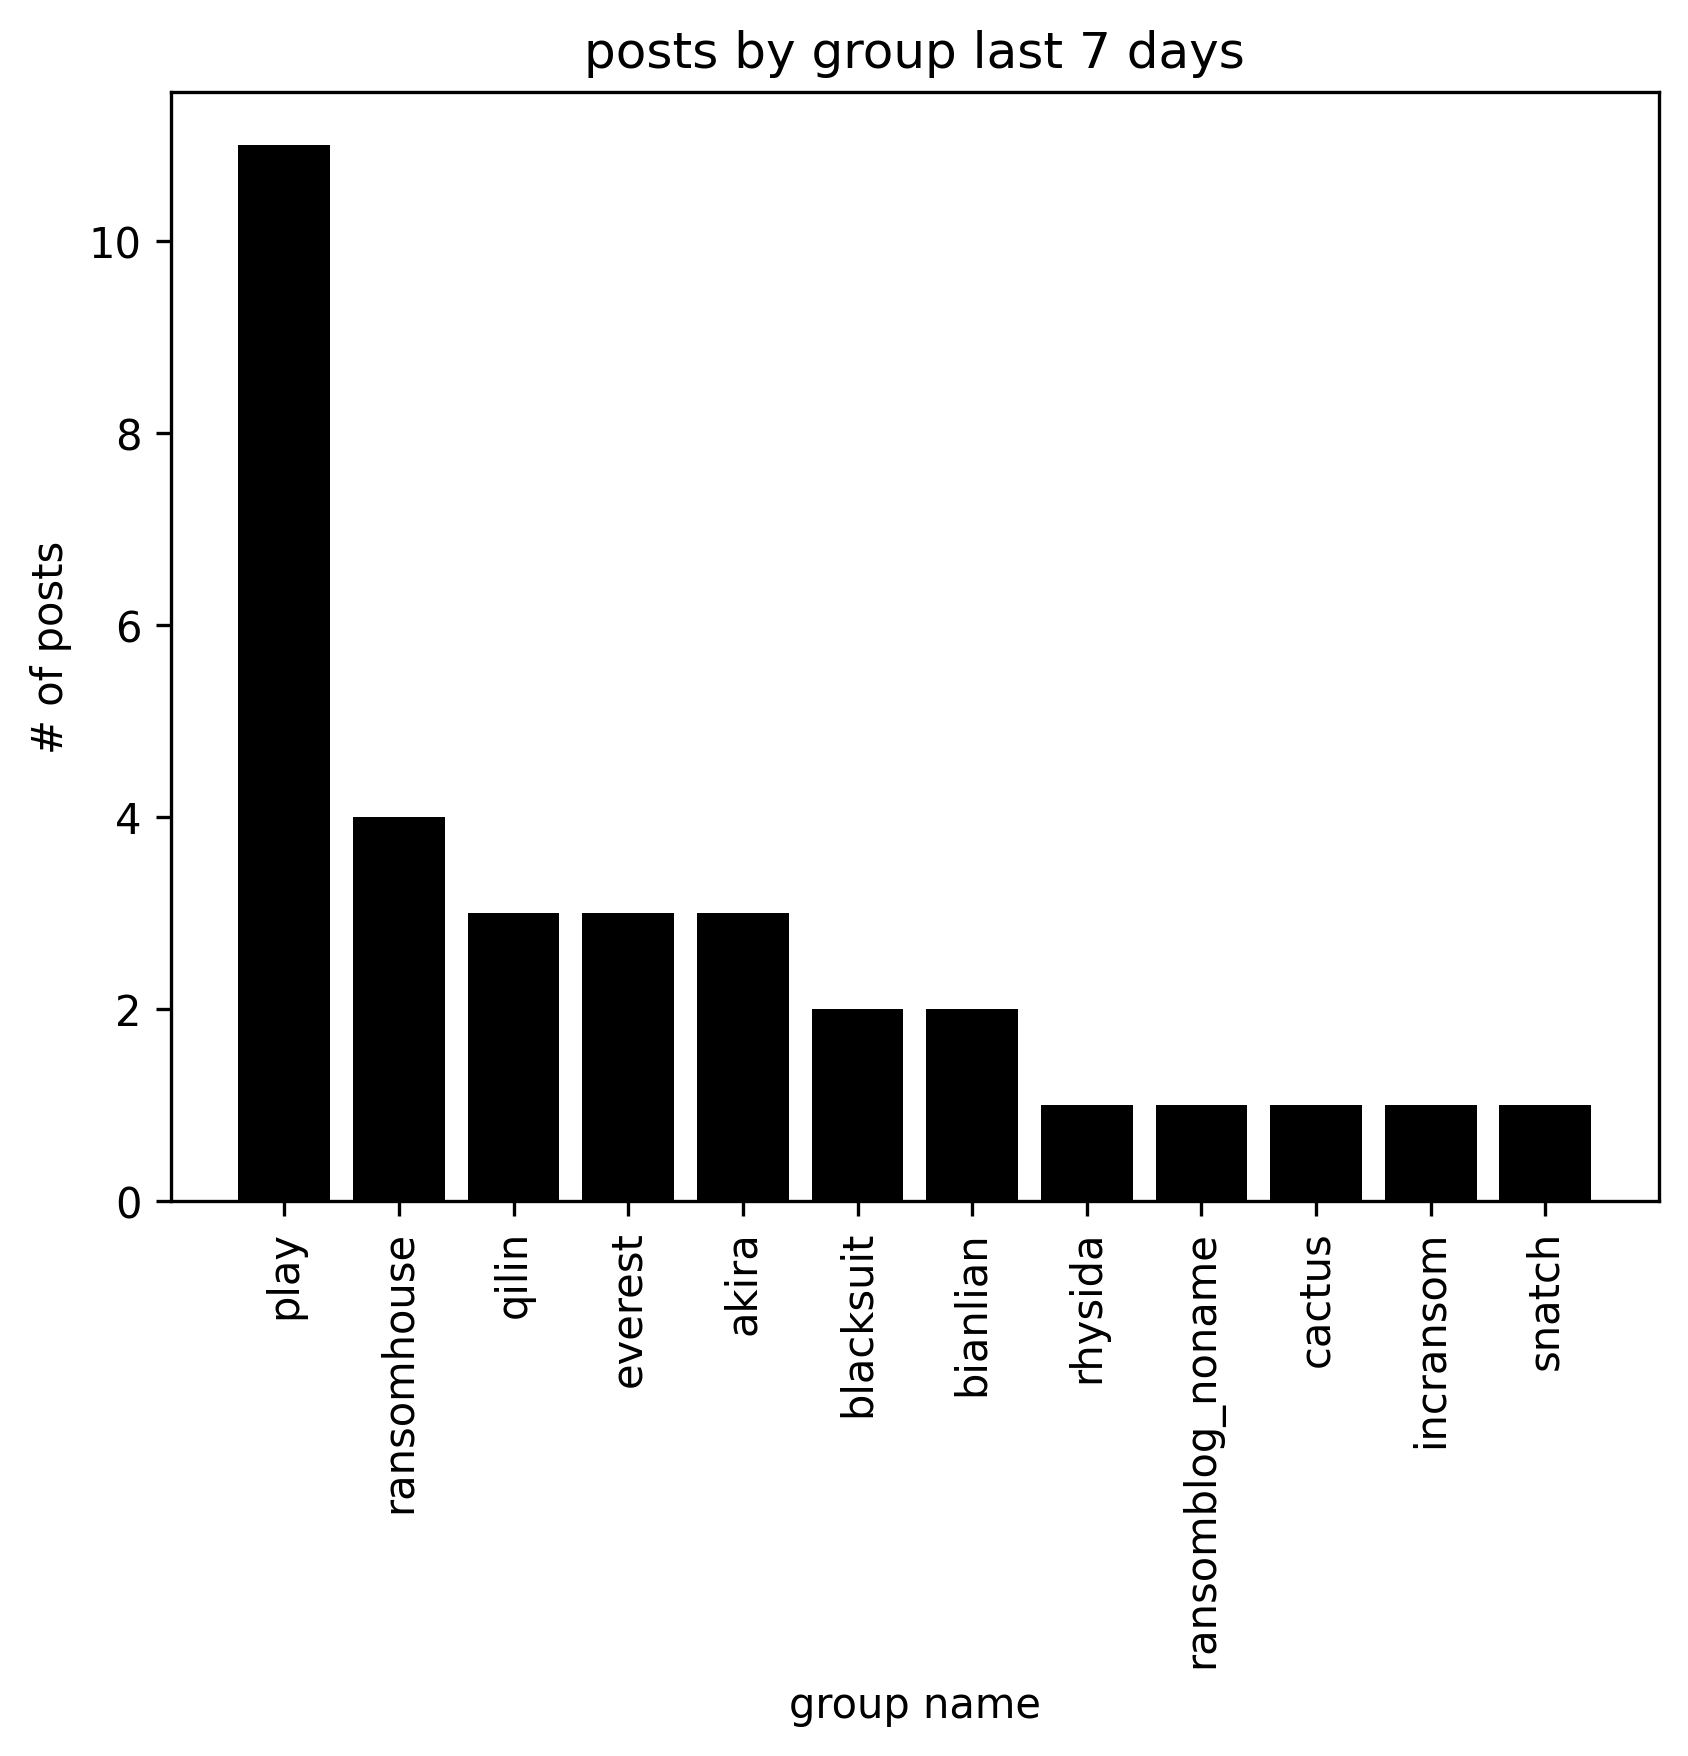 posts by group last 7 days
# of posts
10
8
6
4
2
0
play
ransomhouse
qilin
everest
akira
blacksuit
bianlian
rhysida
ransomblog_noname
cactus
incransom
snatch
group name